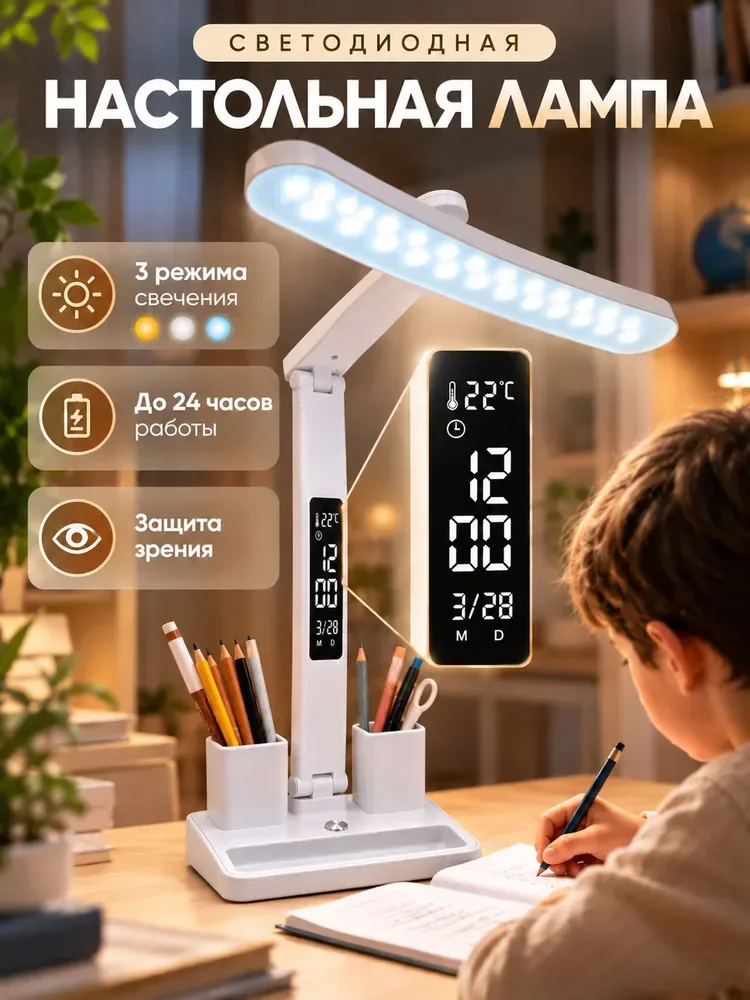 СВЕТОДИОДНАЯ
НАСТОЛЬНАЯ ЛАМПА
3 режима
свечения
До 24 часов
работы
Защита
зрения
22°C
12
00
3/28
M D
22°C
12
00
3/28
M D